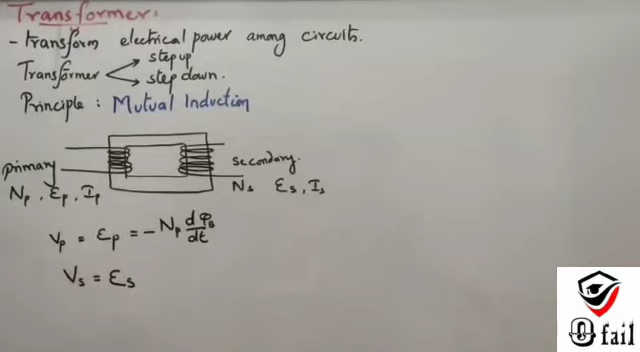 Transformer:
- transform electrical power among circuits.
Transformer step up
step down.
Principle : Mutual Induction
primary
secondary.
Np, Ep, Ip
Ns Es, Is
Vp = Ep = -Np dφB/dt
Vs = Es
0 fail